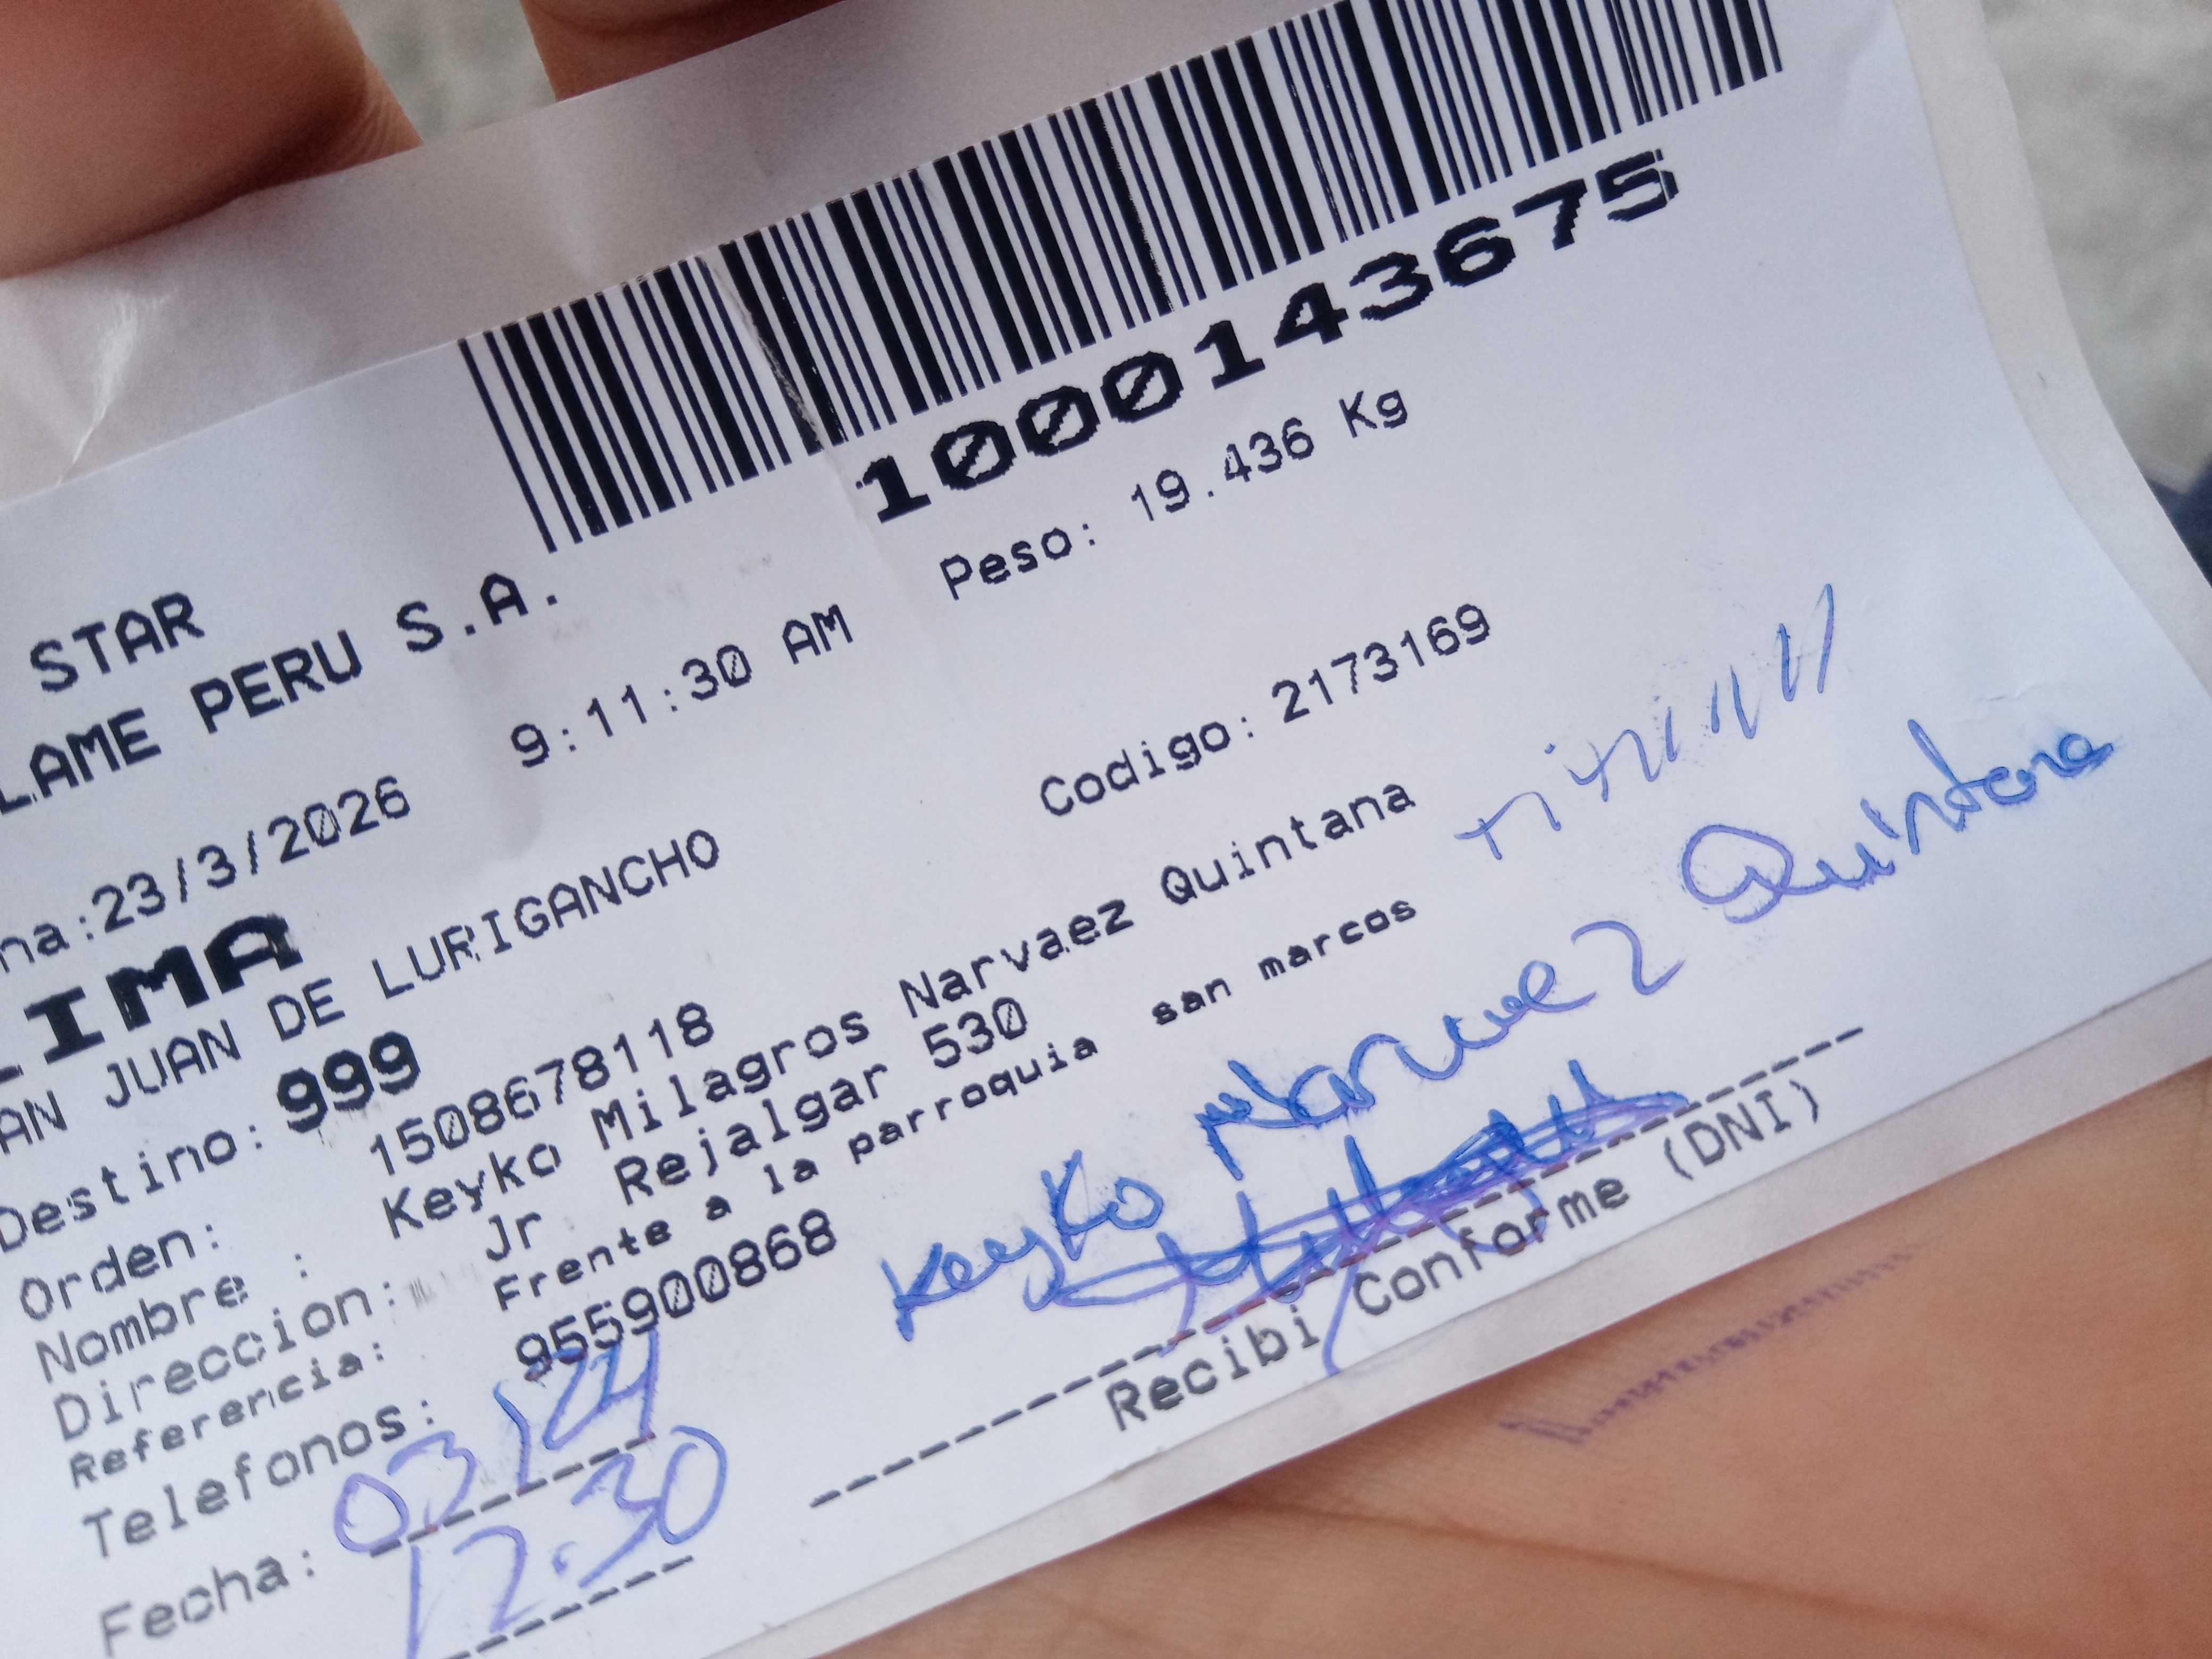 1000143675
STAR
LAME PERU S.A.
Peso: 19.436 Kg
na:23/3/2026 9:11:30 AM
LIMA
AN JUAN DE LURIGANCHO
Codigo: 2173169
Destino: 999
Orden: 1508678118
Nombre : Keyko Milagros Narvaez Quintana
Direccion: Jr Rejalgar 530
Referencia: Frente a la parroquia san marcos
Telefonos: 955900868
Keyko Narvaez Quintana
Fecha: 03/24
12:30
Recibi Conforme (DNI)